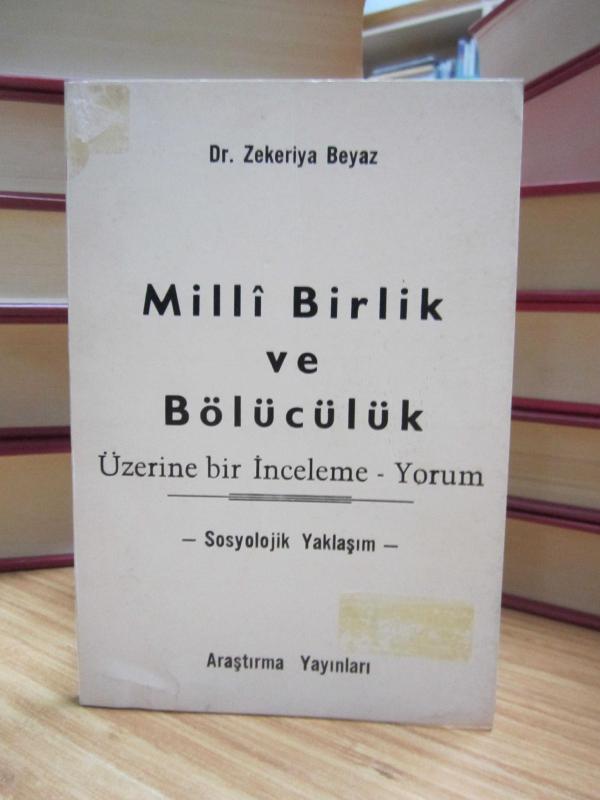 Dr. Zekeriya Beyaz
Millî Birlik
ve
Bölücülük
Üzerine bir İnceleme - Yorum
— Sosyolojik Yaklaşım —
Araştırma Yayınları